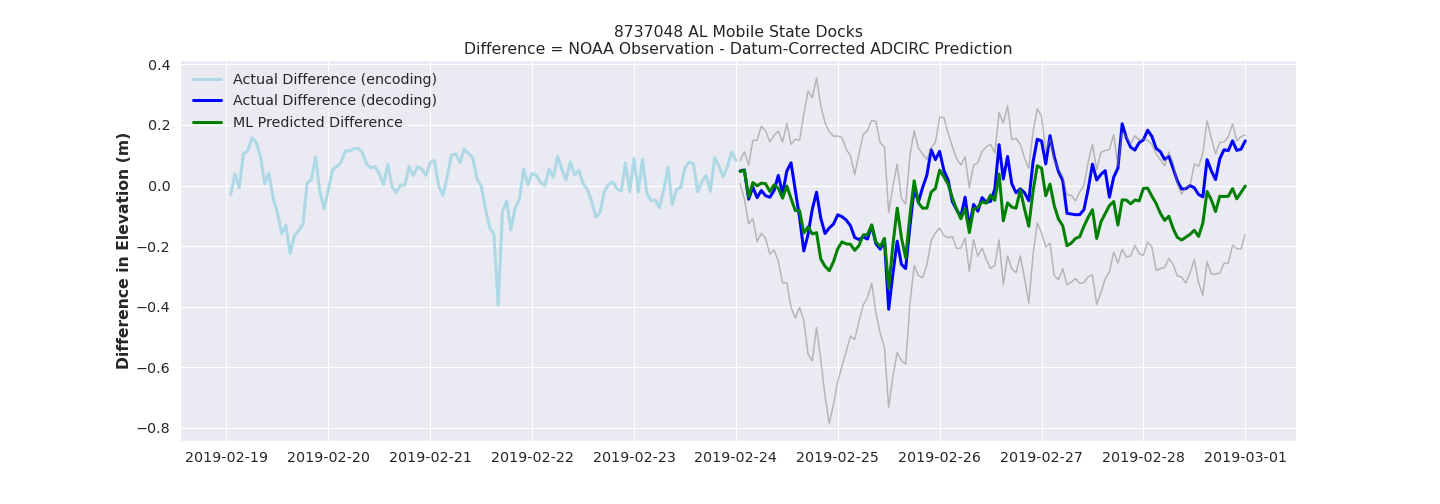 8737048 AL Mobile State Docks
Difference = NOAA Observation - Datum-Corrected ADCIRC Prediction
Actual Difference (encoding)
Actual Difference (decoding)
ML Predicted Difference
Difference in Elevation (m)
0.4
0.2
0.0
−0.2
−0.4
−0.6
−0.8
2019-02-19 2019-02-20 2019-02-21 2019-02-22 2019-02-23 2019-02-24 2019-02-25 2019-02-26 2019-02-27 2019-02-28 2019-03-01